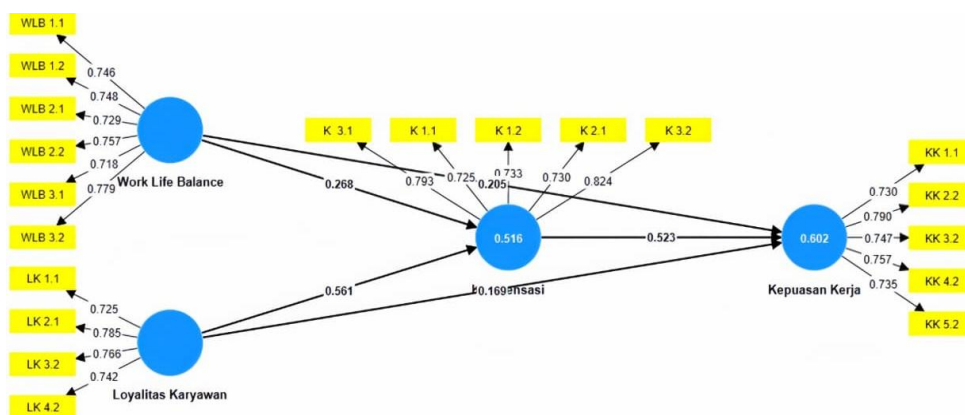 WLB 1.1
0.746
WLB 1.2
0.748
WLB 2.1
0.729
WLB 2.2
0.757
WLB 3.1
0.718
WLB 3.2
0.779
Work Life Balance
K 3.1
K 1.1
K 1.2
K 2.1
K 3.2
0.793
0.725
0.733
0.730
0.824
0.268
0.205
0.516
0.523
0.561
0.169
LK 1.1
0.725
LK 2.1
0.785
LK 3.2
0.766
LK 4.2
0.742
Loyalitas Karyawan
KK 1.1
0.730
KK 2.2
0.790
KK 3.2
0.747
KK 4.2
0.757
KK 5.2
0.735
0.602
Kepuasan Kerja